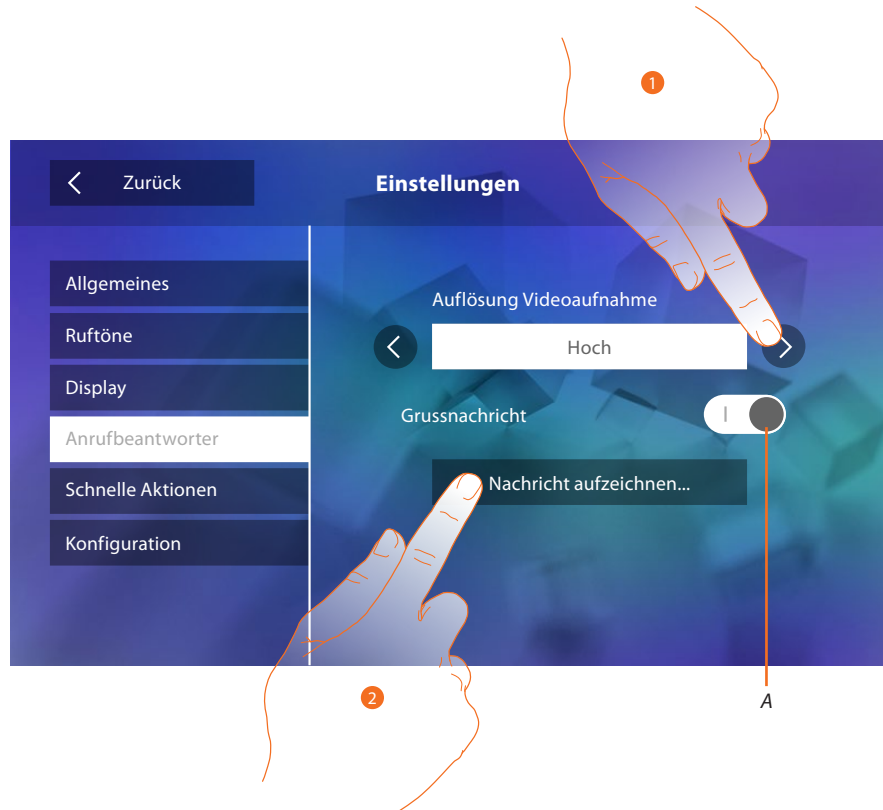 1
Zurück
Einstellungen
Allgemeines
Ruftöne
Display
Anrufbeantworter
Schnelle Aktionen
Konfiguration
Auflösung Videoaufnahme
Hoch
Grussnachricht
Nachricht aufzeichnen...
2
A